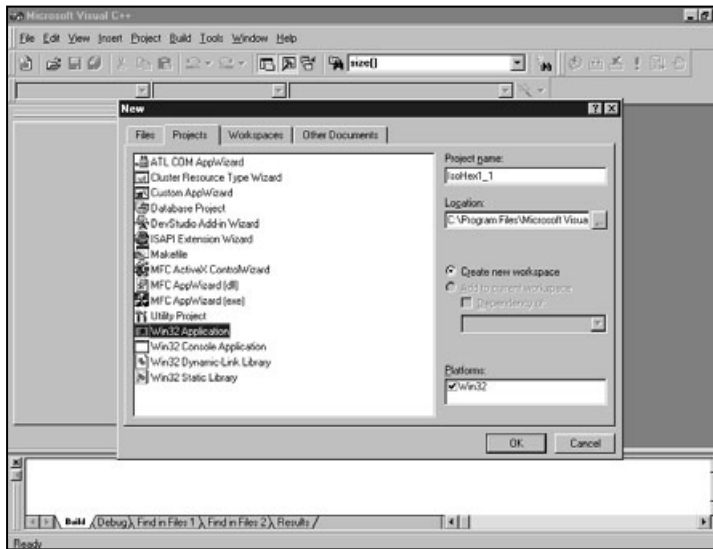 Microsoft Visual C++
File Edit View Insert Project Build Tools Window Help
size()
New
Files Projects Workspaces Other Documents
ATL COM AppWizard
Cluster Resource Type Wizard
Custom AppWizard
Database Project
DevStudio Add-in Wizard
ISAPI Extension Wizard
Makefile
MFC ActiveX ControlWizard
MFC AppWizard (dll)
MFC AppWizard (exe)
Utility Project
Win32 Application
Win32 Console Application
Win32 Dynamic-Link Library
Win32 Static Library
Project name:
IsoHex1_1
Location:
C:\Program Files\Microsoft Visua
...
Create new workspace
Add to current workspace
Dependency of:
Platforms:
Win32
OK Cancel
Build Debug Find in Files 1 Find in Files 2 Results
Ready